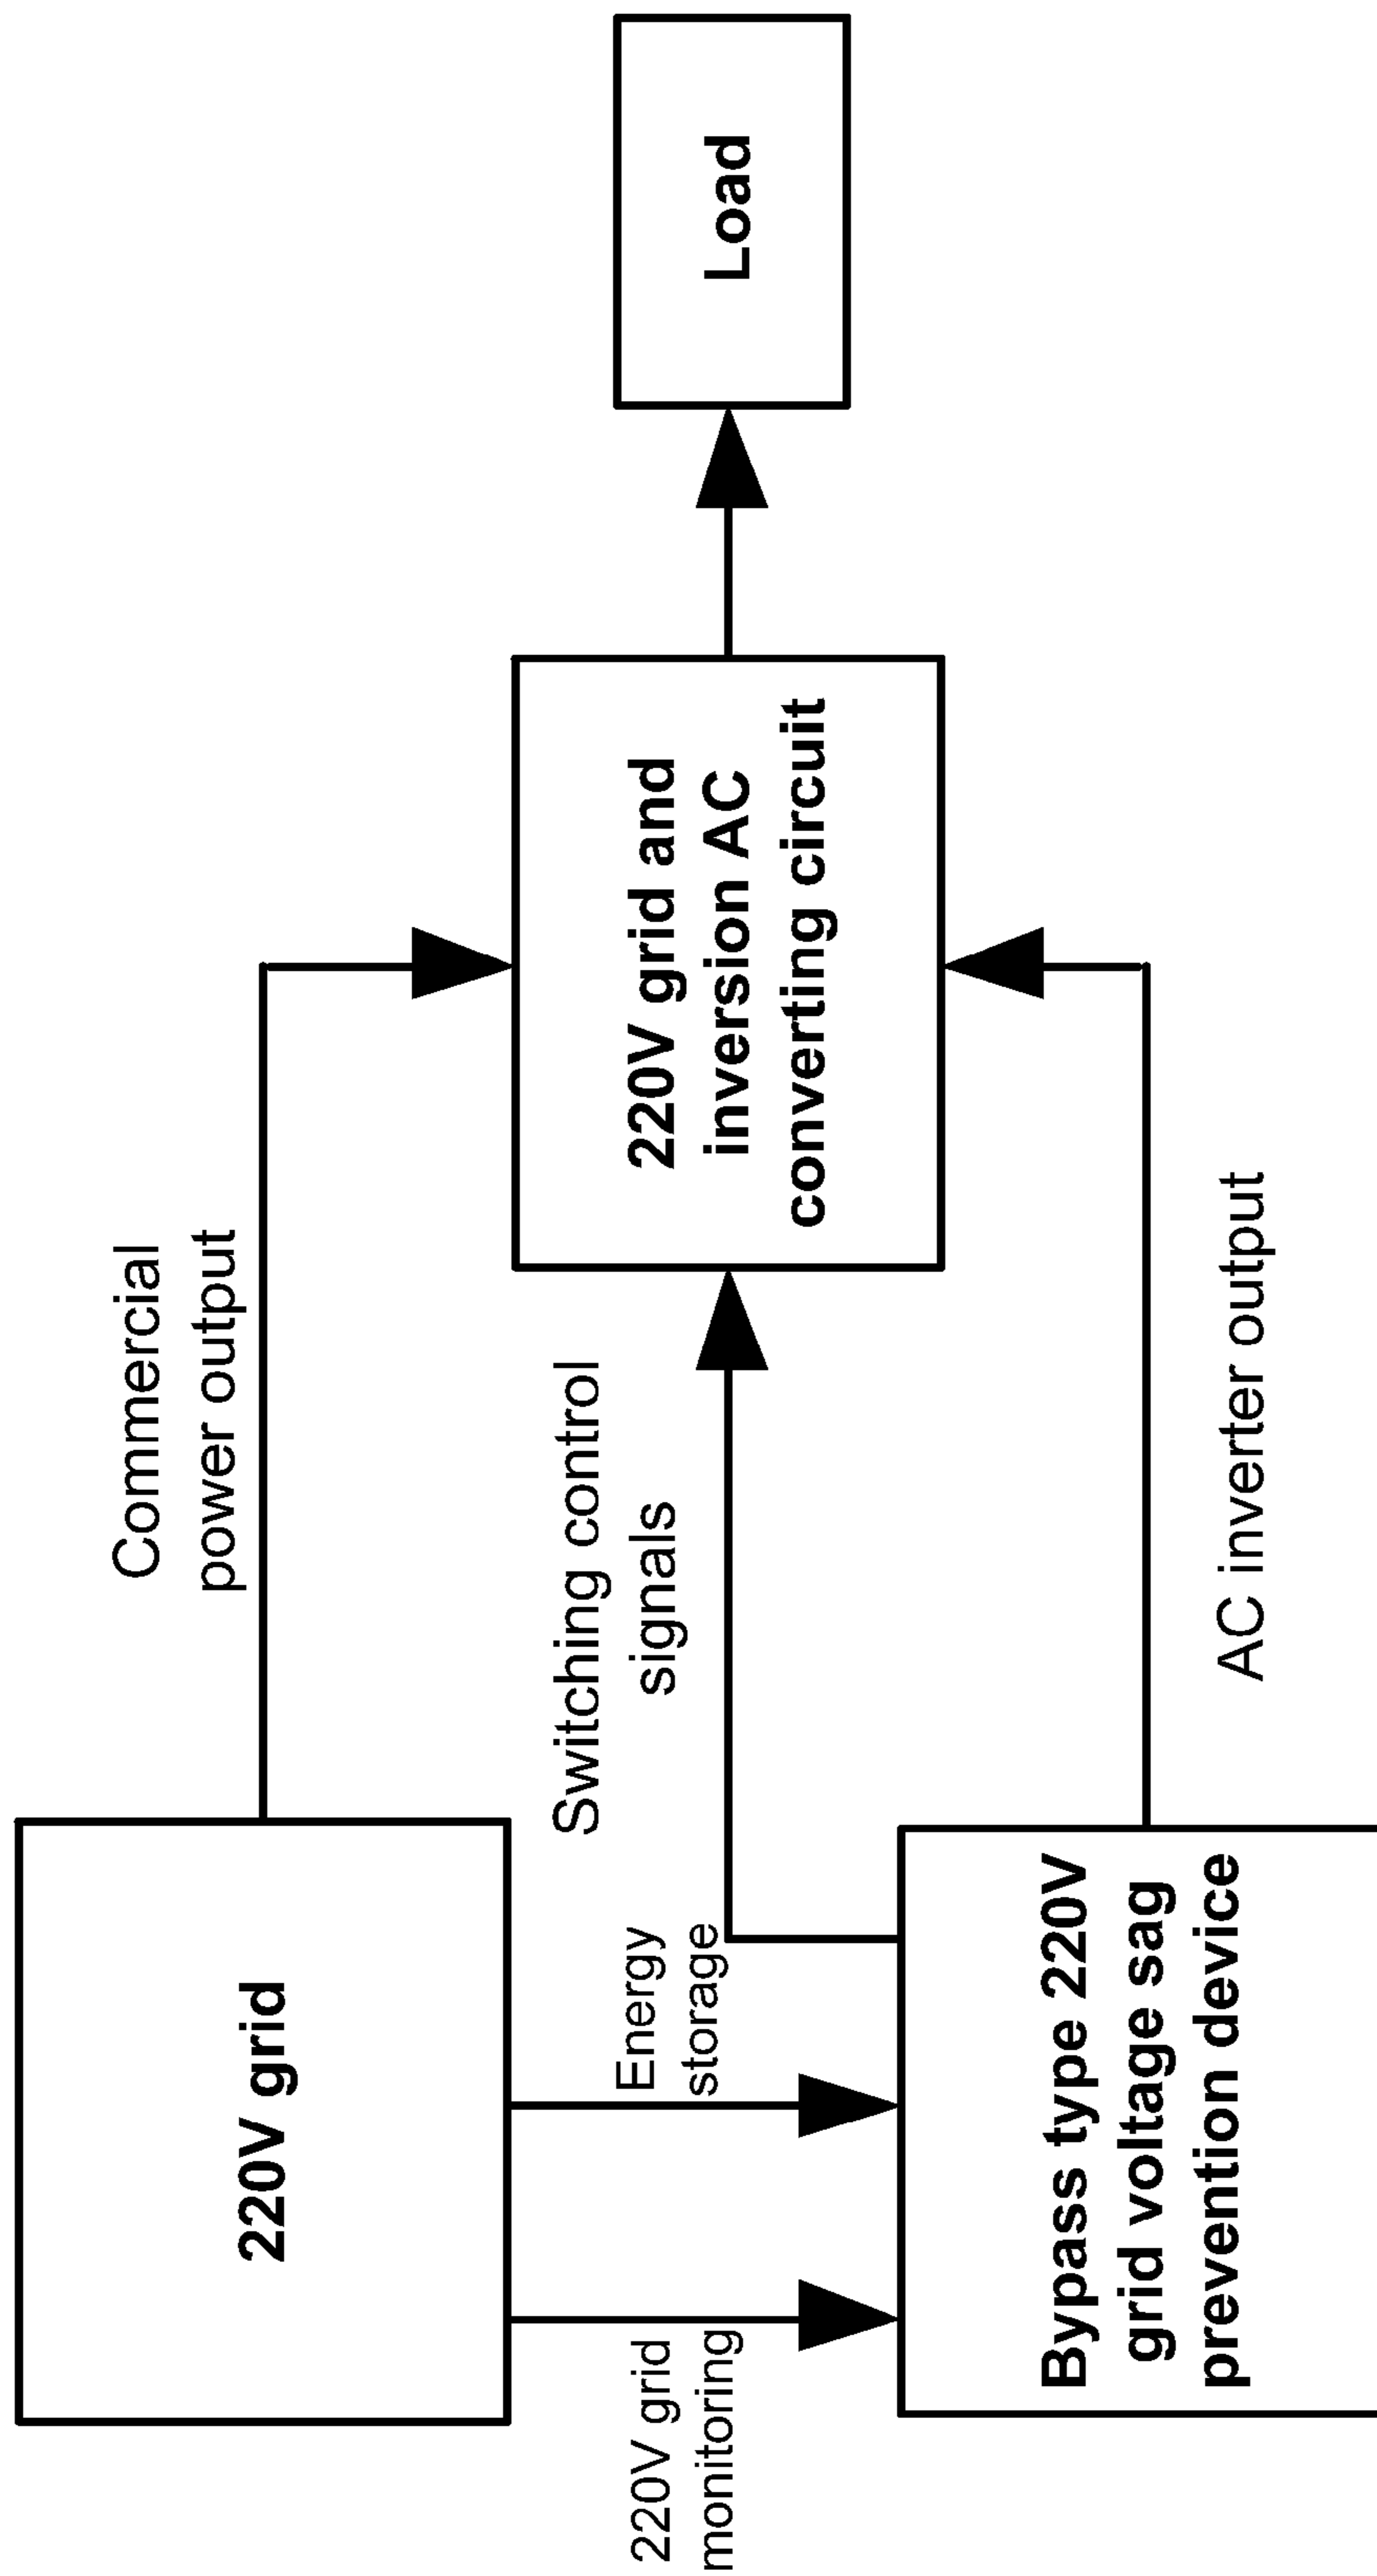 220V grid
Commercial
power output
220V grid
monitoring
Energy
storage
Switching control
signals
220V grid and
inversion AC
converting circuit
Load
Bypass type 220V
grid voltage sag
prevention device
AC inverter output